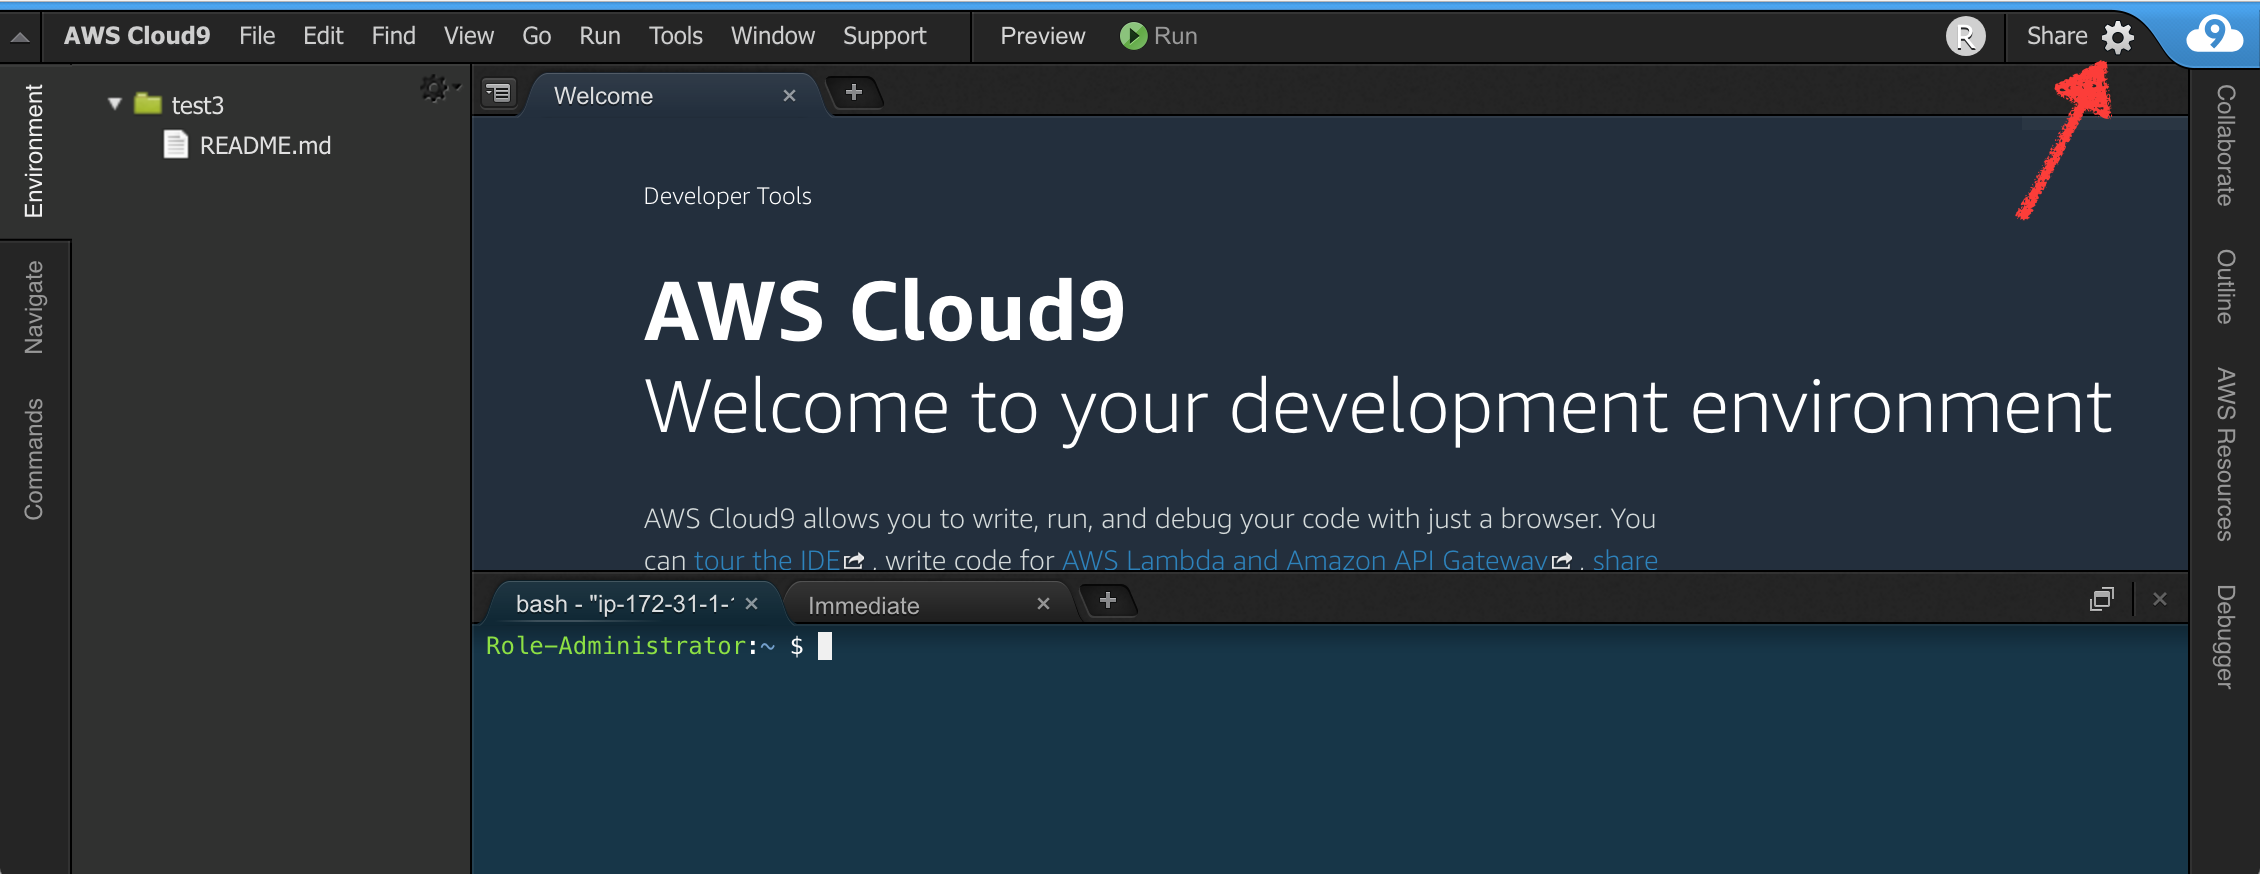 AWS Cloud9 File Edit Find View Go Run Tools Window Support Preview Run R Share 9
Environment
Navigate
Commands
test3
README.md
Welcome
Developer Tools
AWS Cloud9
Welcome to your development environment
AWS Cloud9 allows you to write, run, and debug your code with just a browser. You
can tour the IDE , write code for AWS Lambda and Amazon API Gateway , share
bash - "ip-172-31-1- Immediate
Role-Administrator:~ $
Collaborate
Outline
AWS Resources
Debugger